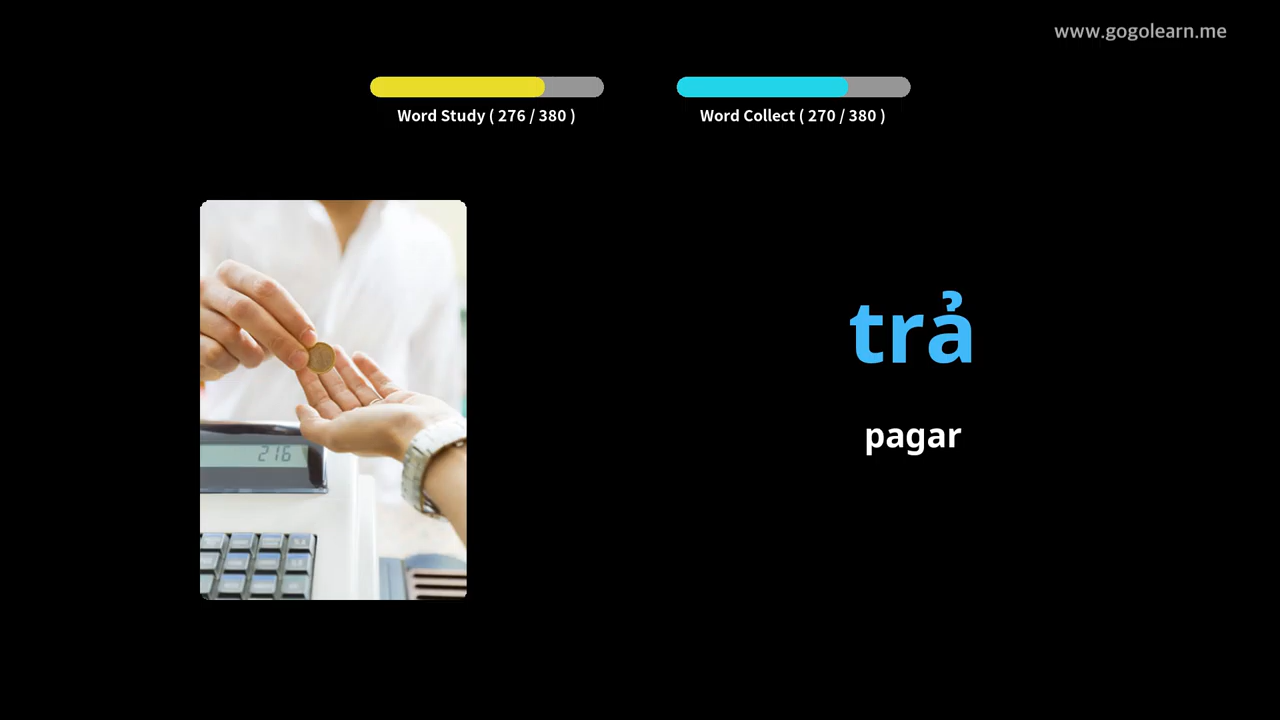 www.gogolearn.me
Word Study ( 276 / 380 )
Word Collect ( 270 / 380 )
trả
pagar
216